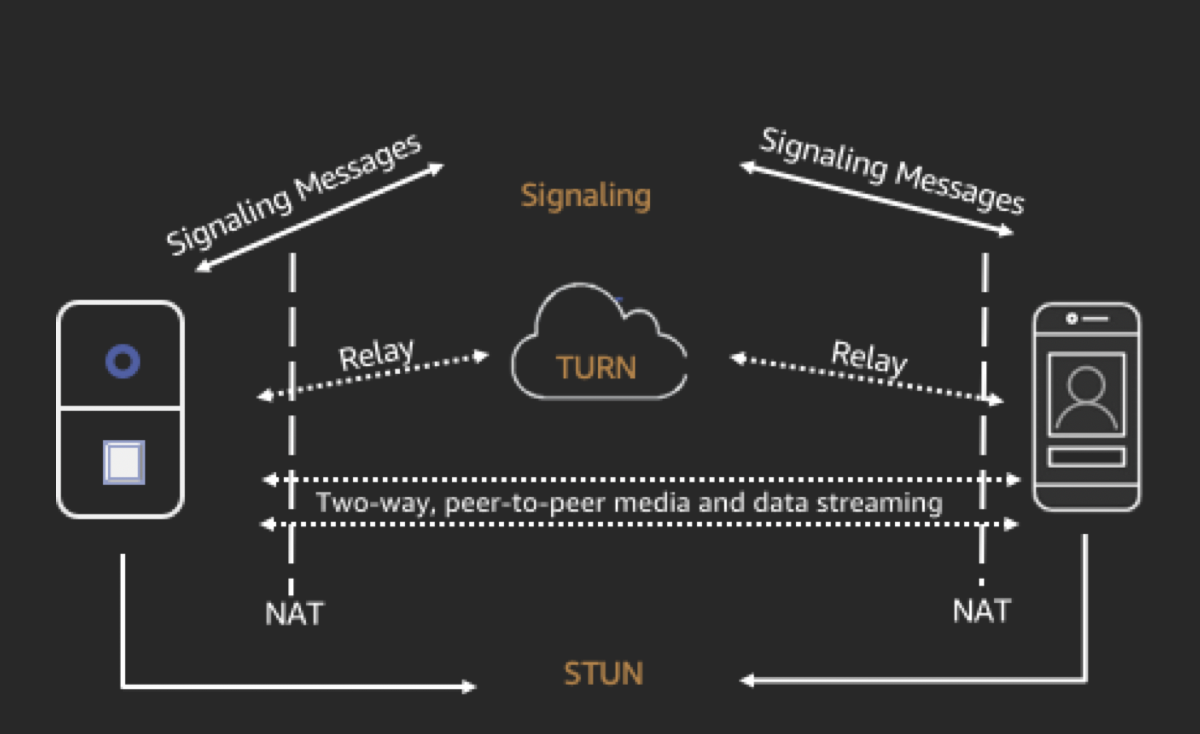 Signaling Messages
Signaling
Signaling Messages
Relay
TURN
Relay
Two-way, peer-to-peer media and data streaming
NAT
NAT
STUN